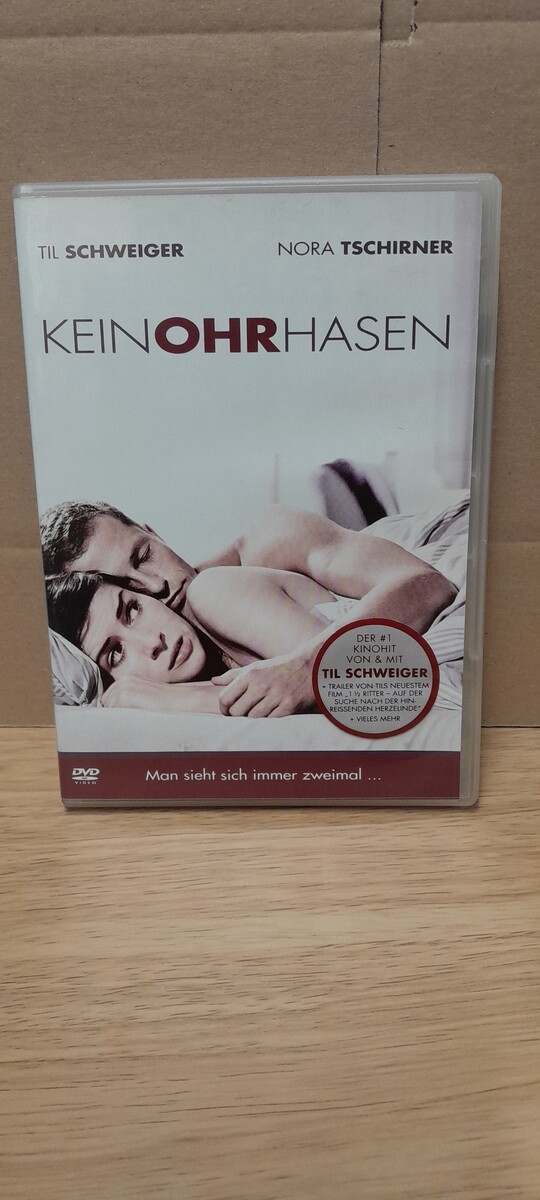 TIL SCHWEIGER
NORA TSCHIRNER
KEINOHRHASEN
DER #1
KINOHIT
VON & MIT
TIL SCHWEIGER
+ TRAILER VON TILS NEUESTEM
FILM „1 ½ RITTER – AUF DER
SUCHE NACH DER HIN-
REISSENDEN HERZELINDE“
+ VIELES MEHR
DVD
VIDEO
Man sieht sich immer zweimal ...